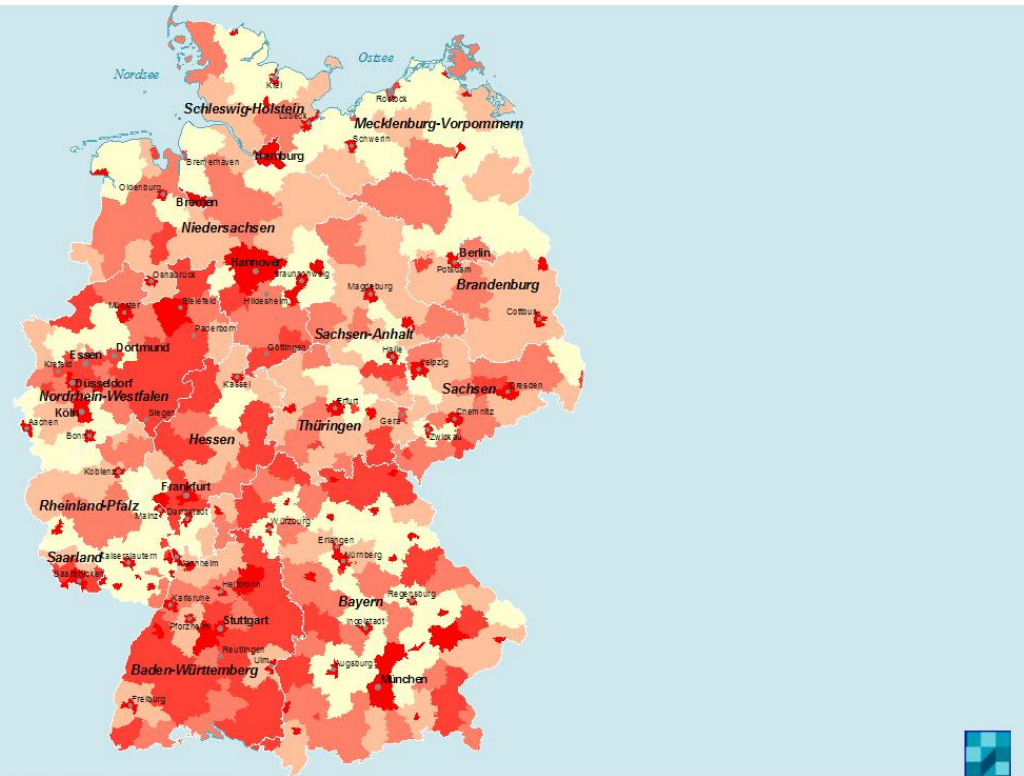 Nordsee
Ostsee
Kiel
Rostock
Schleswig-Holstein
Lübeck
Mecklenburg-Vorpommern
Schwerin
Hamburg
Bremerhaven
Oldenburg
Bremen
Niedersachsen
Berlin
Hannover
Potsdam
Osnabrück
Braunschweig
Brandenburg
Magdeburg
Hildesheim
Bielefeld
Münster
Cottbus
Paderborn
Sachsen-Anhalt
Dortmund
Göttingen
Essen
Halle
Krefeld
Leipzig
Düsseldorf
Kassel
Sachsen
Dresden
Nordrhein-Westfalen
Erfurt
Köln
Siegen
Chemnitz
Aachen
Thüringen
Gera
Bonn
Hessen
Zwickau
Koblenz
Frankfurt
Rheinland-Pfalz
Mainz
Darmstadt
Würzburg
Erlangen
Saarland
Kaiserslautern
Nürnberg
Mannheim
Saarbrücken
Heilbronn
Regensburg
Karlsruhe
Bayern
Pforzheim
Stuttgart
Ingolstadt
Reutlingen
Ulm
Augsburg
Baden-Württemberg
München
Freiburg